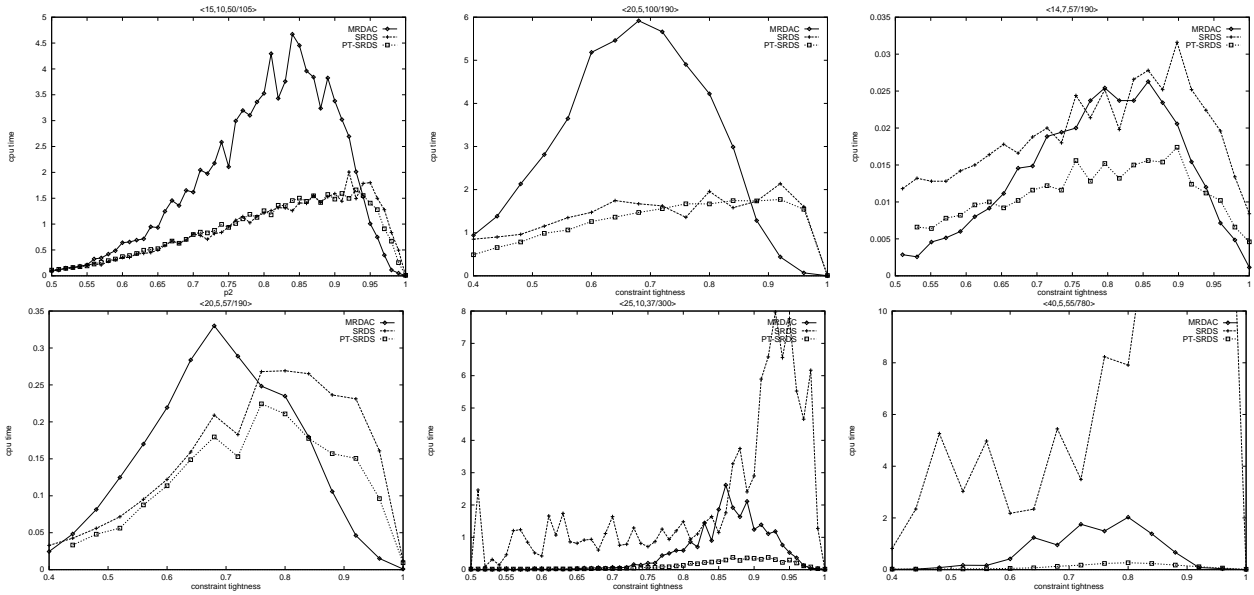 <15,10,50/105>
5
4.5
4
3.5
3
2.5
2
1.5
1
0.5
0
cpu time
MRDAC
SRDS
PT-SRDS
0.5 0.55 0.6 0.65 0.7 0.75 0.8 0.85 0.9 0.95 1
p2
<20,5,100/190>
6
5
4
3
2
1
0
cpu time
MRDAC
SRDS
PT-SRDS
0.4 0.5 0.6 0.7 0.8 0.9 1
constraint tightness
<14,7,57/190>
0.035
0.03
0.025
0.02
0.015
0.01
0.005
0
cpu time
MRDAC
SRDS
PT-SRDS
0.5 0.55 0.6 0.65 0.7 0.75 0.8 0.85 0.9 0.95 1
constraint tightness
<20,5,57/190>
0.35
0.3
0.25
0.2
0.15
0.1
0.05
0
cpu time
MRDAC
SRDS
PT-SRDS
0.4 0.5 0.6 0.7 0.8 0.9 1
constraint tightness
<25,10,37/300>
8
7
6
5
4
3
2
1
0
cpu time
MRDAC
SRDS
PT-SRDS
0.5 0.55 0.6 0.65 0.7 0.75 0.8 0.85 0.9 0.95 1
constraint tightness
<40,5,55/780>
10
8
6
4
2
0
cpu time
MRDAC
SRDS
PT-SRDS
0.4 0.5 0.6 0.7 0.8 0.9 1
constraint tightness